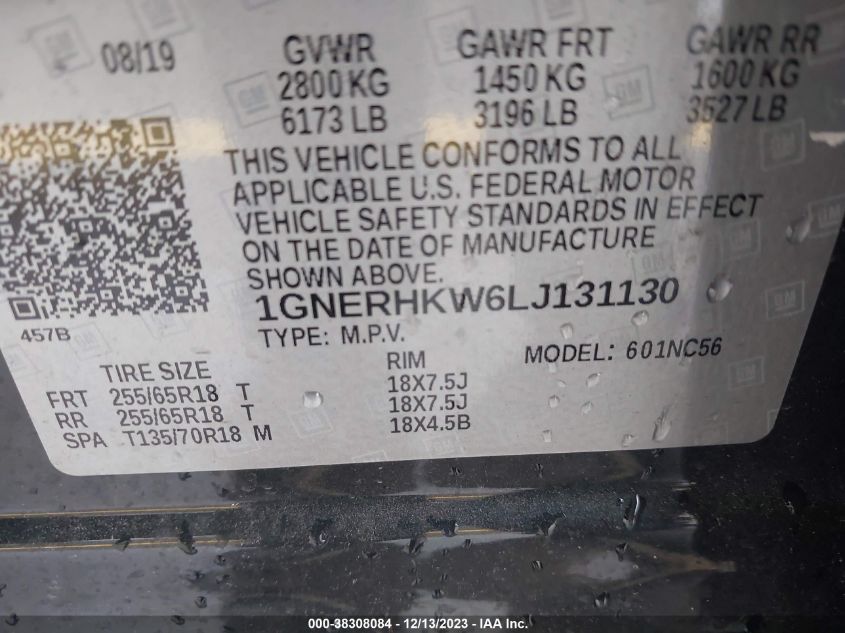 08/19 GVWR GAWR FRT GAWR RR
2800 KG 1450 KG 1600 KG
6173 LB 3196 LB 3527 LB
THIS VEHICLE CONFORMS TO ALL
APPLICABLE U.S. FEDERAL MOTOR
VEHICLE SAFETY STANDARDS IN EFFECT
ON THE DATE OF MANUFACTURE
SHOWN ABOVE.
1GNERHKW6LJ131130
457B
TYPE: M.P.V. MODEL: 601NC56
TIRE SIZE RIM
FRT 255/65R18 T 18X7.5J
RR 255/65R18 T 18X7.5J
SPA T135/70R18 M 18X4.5B
GM
000-38308084 - 12/13/2023 - IAA Inc.